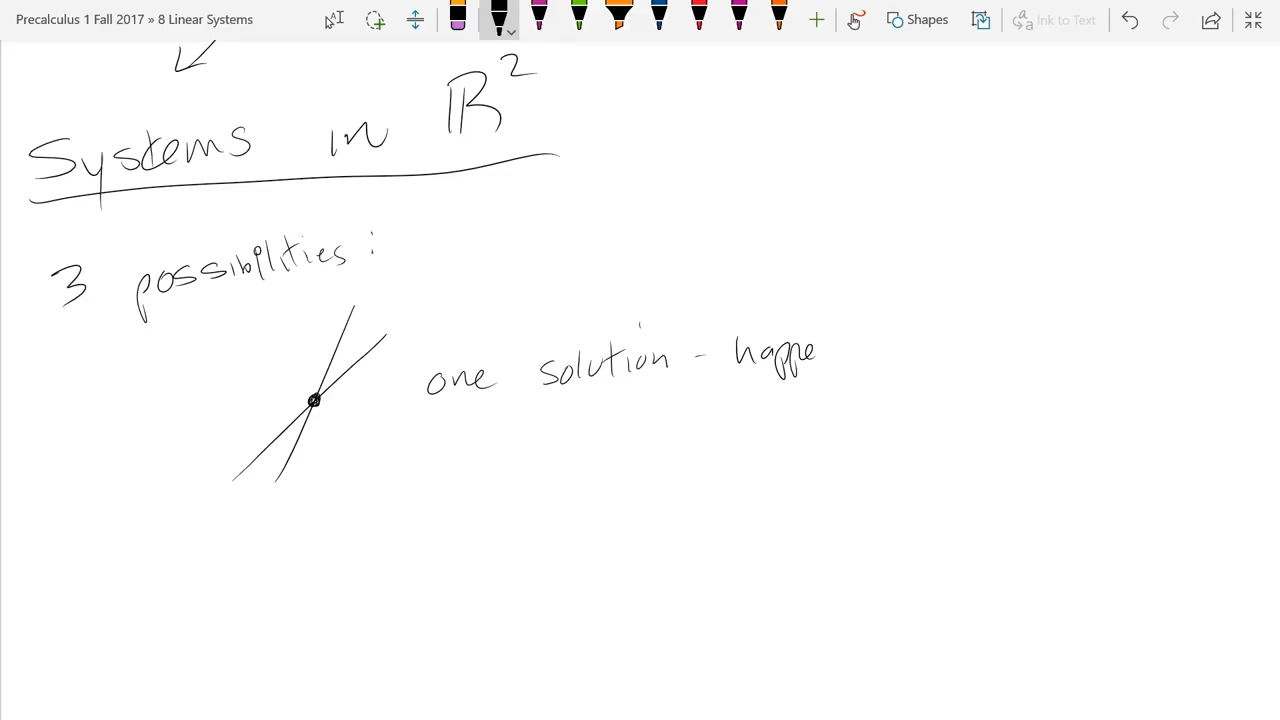 Precalculus 1 Fall 2017 » 8 Linear Systems
Shapes
Ink to Text
Systems in ℝ²
3 possibilities:
one solution - happe